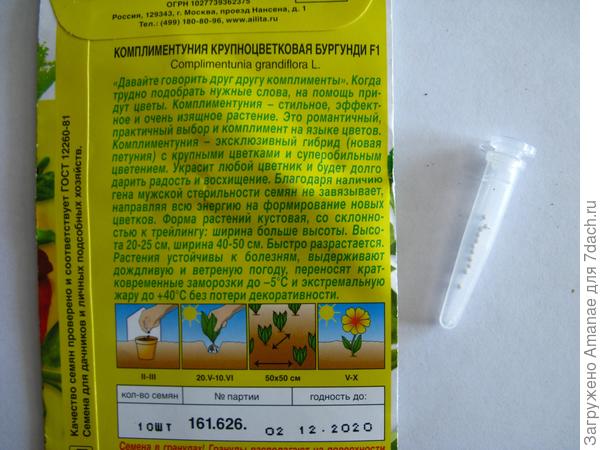 ОГРН 1027739362375
Россия, 129343, г. Москва, проезд Нансена, д. 1
Тел.: (499) 180-80-96, www.ailita.ru
КОМПЛИМЕНТУНИЯ КРУПНОЦВЕТКОВАЯ БУРГУНДИ F1
Complimentunia grandiflora L.
«Давайте говорить друг другу комплименты». Когда
трудно подобрать нужные слова, на помощь при-
дут цветы. Комплиментуния – стильное, эффект-
ное и очень изящное растение. Это романтичный,
практичный выбор и комплимент на языке цветов.
Комплиментуния – эксклюзивный гибрид (новая
петуния) с крупными цветками и суперобильным
цветением. Украсит любой цветник и будет долго
дарить радость и восхищение. Благодаря наличию
гена мужской стерильности семян не завязывает,
направляя всю энергию на формирование новых
цветков. Форма растений кустовая, со склонно-
стью к трейлингу: ширина больше высоты. Высо-
та 20-25 см, ширина 40-50 см. Быстро разрастается.
Растения устойчивы к болезням, выдерживают
дождливую и ветреную погоду, переносят крат-
ковременные заморозки до –5°С и экстремальную
жару до +40°С без потери декоративности.
II-III
20.V-10.VI
50x50 см
V-X
кол-во семян
№ партии
годность до:
10ШТ
161.626.
02 12.2020
Семена в гранулах! Гранулы располагают на поверхности
Качество семян проверено и соответствует ГОСТ 12260-81
Семена для дачников и личных подсобных хозяйств.
Загружено Amanae для 7dach.ru